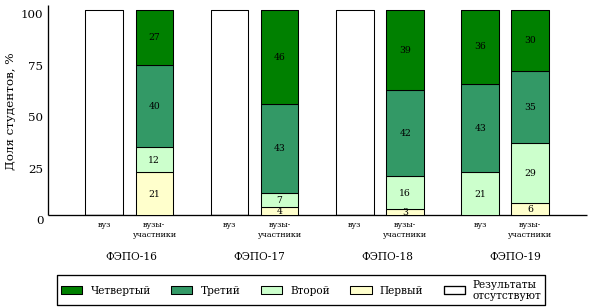 Доля студентов, %
100
75
50
25
0
27
40
12
21
46
43
7
4
39
42
16
3
36
43
21
30
35
29
6
вуз
вузы-
участники
вуз
вузы-
участники
вуз
вузы-
участники
вуз
вузы-
участники
ФЭПО-16
ФЭПО-17
ФЭПО-18
ФЭПО-19
Четвертый
Третий
Второй
Первый
Результаты
отсутствуют